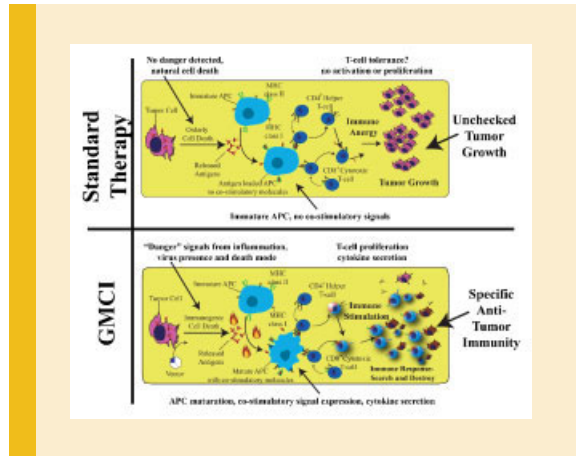 No danger detected,
natural cell death
T-cell tolerance?
no activation or proliferation
Standard
Therapy
Tumor Cell
Immature APC
MHC
class II
CD4+ Helper
T-cell
Orderly
Cell Death
MHC
class I
Immune
Anergy
Unchecked
Tumor
Growth
Released
Antigens
Antigen loaded APC
no co-stimulatory molecules
CD8+ Cytotoxic
T-cell
Tumor Growth
Immature APC, no co-stimulatory signals
"Danger" signals from inflammation,
virus presence and death mode
T-cell proliferation
cytokine secretion
GMCI
Tumor Cell
Immature APC
MHC
class II
CD4+ Helper
T-cell
Immunogenic
Cell Death
MHC
class I
Immune
Stimulation
Specific
Anti-
Tumor
Immunity
Released
Antigens
Vector
Mature APC
with co-stimulatory molecules
CD8+ Cytotoxic
T-cell
Immune Response-
Search and Destroy
APC maturation, co-stimulatory signal expression, cytokine secretion